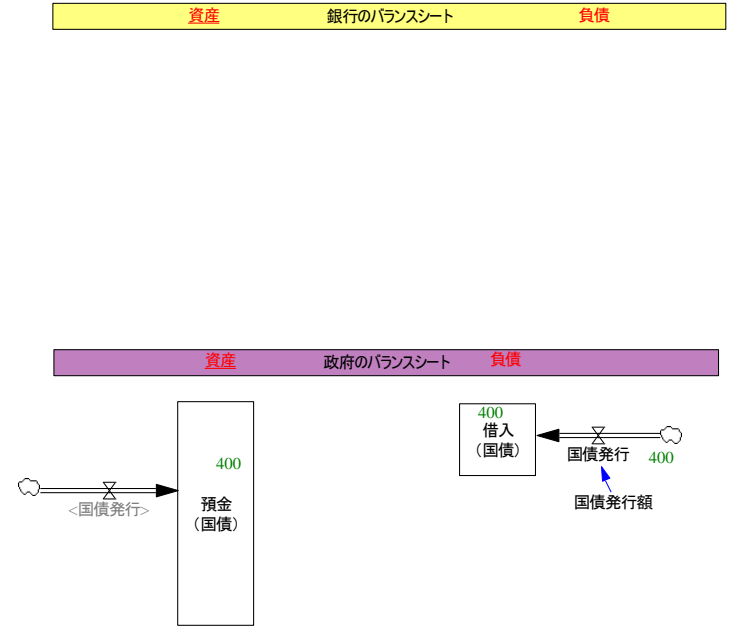 資産 銀行のバランスシート 負債
資産 政府のバランスシート 負債
400
借入
（国債）
国債発行 400
国債発行額
400
預金
（国債）
<国債発行>